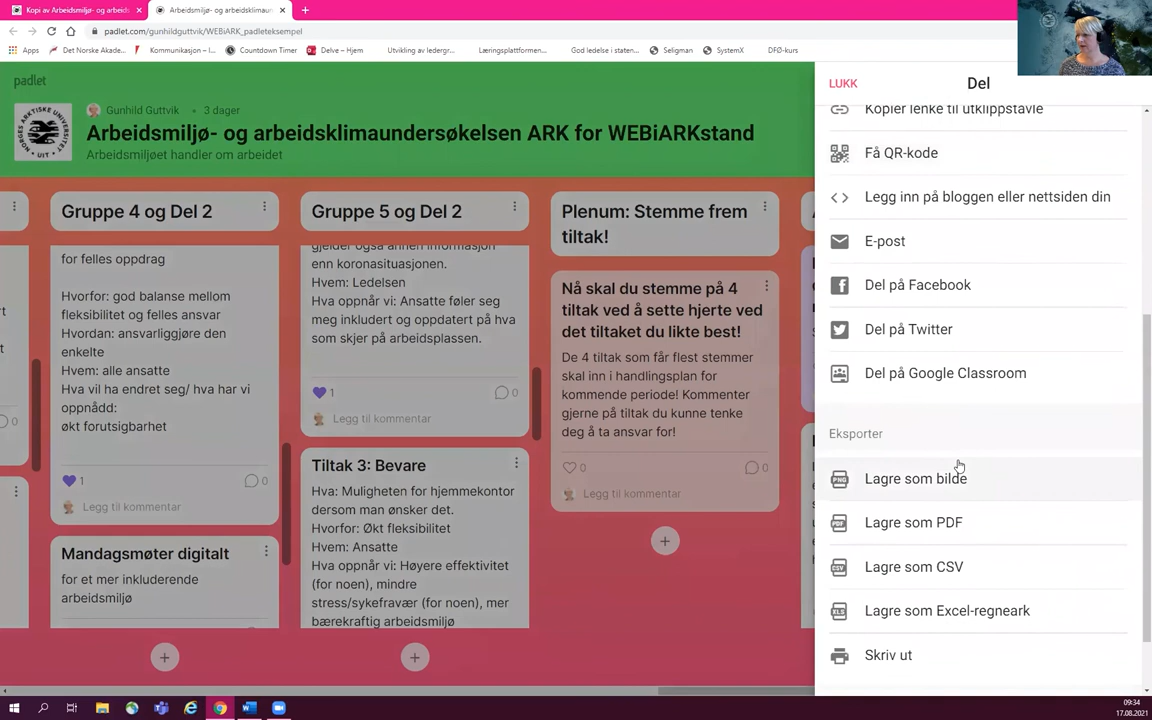 Kopi av Arbeidsmiljø- og arbeids
Arbeidsmiljø- og arbeidsklimaun
padlet.com/gunhildguttvik/WEBiARK_padleteksempel
Apps
Det Norske Akade...
Kommunikasjon – I...
Countdown Timer
Delve – Hjem
Utvikling av ledergr...
Læringsplattformen...
God ledelse i staten...
Seligman
SystemX
DFØ-kurs
padlet
Gunhild Guttvik • 3 dager
Arbeidsmiljø- og arbeidsklimaundersøkelsen ARK for WEBiARKstand
Arbeidsmiljøet handler om arbeidet
NORGES ARKTISKE UNIVERSITET
UIT
Gruppe 4 og Del 2
for felles oppdrag
Hvorfor: god balanse mellom
fleksibilitet og felles ansvar
Hvordan: ansvarliggjøre den
enkelte
Hvem: alle ansatte
Hva vil ha endret seg/ hva har vi
oppnådd:
økt forutsigbarhet
1
0
Legg til kommentar
Mandagsmøter digitalt
for et mer inkluderende
arbeidsmiljø
Gruppe 5 og Del 2
gjelder også annen informasjon
enn koronasituasjonen.
Hvem: Ledelsen
Hva oppnår vi: Ansatte føler seg
meg inkludert og oppdatert på hva
som skjer på arbeidsplassen.
1
0
Legg til kommentar
Tiltak 3: Bevare
Hva: Muligheten for hjemmekontor
dersom man ønsker det.
Hvorfor: Økt fleksibilitet
Hvem: Ansatte
Hva oppnår vi: Høyere effektivitet
(for noen), mindre
stress/sykefravær (for noen), mer
bærekraftig arbeidsmiljø
Plenum: Stemme frem
tiltak!
Nå skal du stemme på 4
tiltak ved å sette hjerte ved
det tiltaket du likte best!
De 4 tiltak som får flest stemmer
skal inn i handlingsplan for
kommende periode! Kommenter
gjerne på tiltak du kunne tenke
deg å ta ansvar for!
0
0
Legg til kommentar
LUKK
Del
Kopier lenke til utklippstavle
Få QR-kode
Legg inn på bloggen eller nettsiden din
E-post
Del på Facebook
Del på Twitter
Del på Google Classroom
Eksporter
Lagre som bilde
Lagre som PDF
Lagre som CSV
Lagre som Excel-regneark
Skriv ut
09:34
17.08.2021